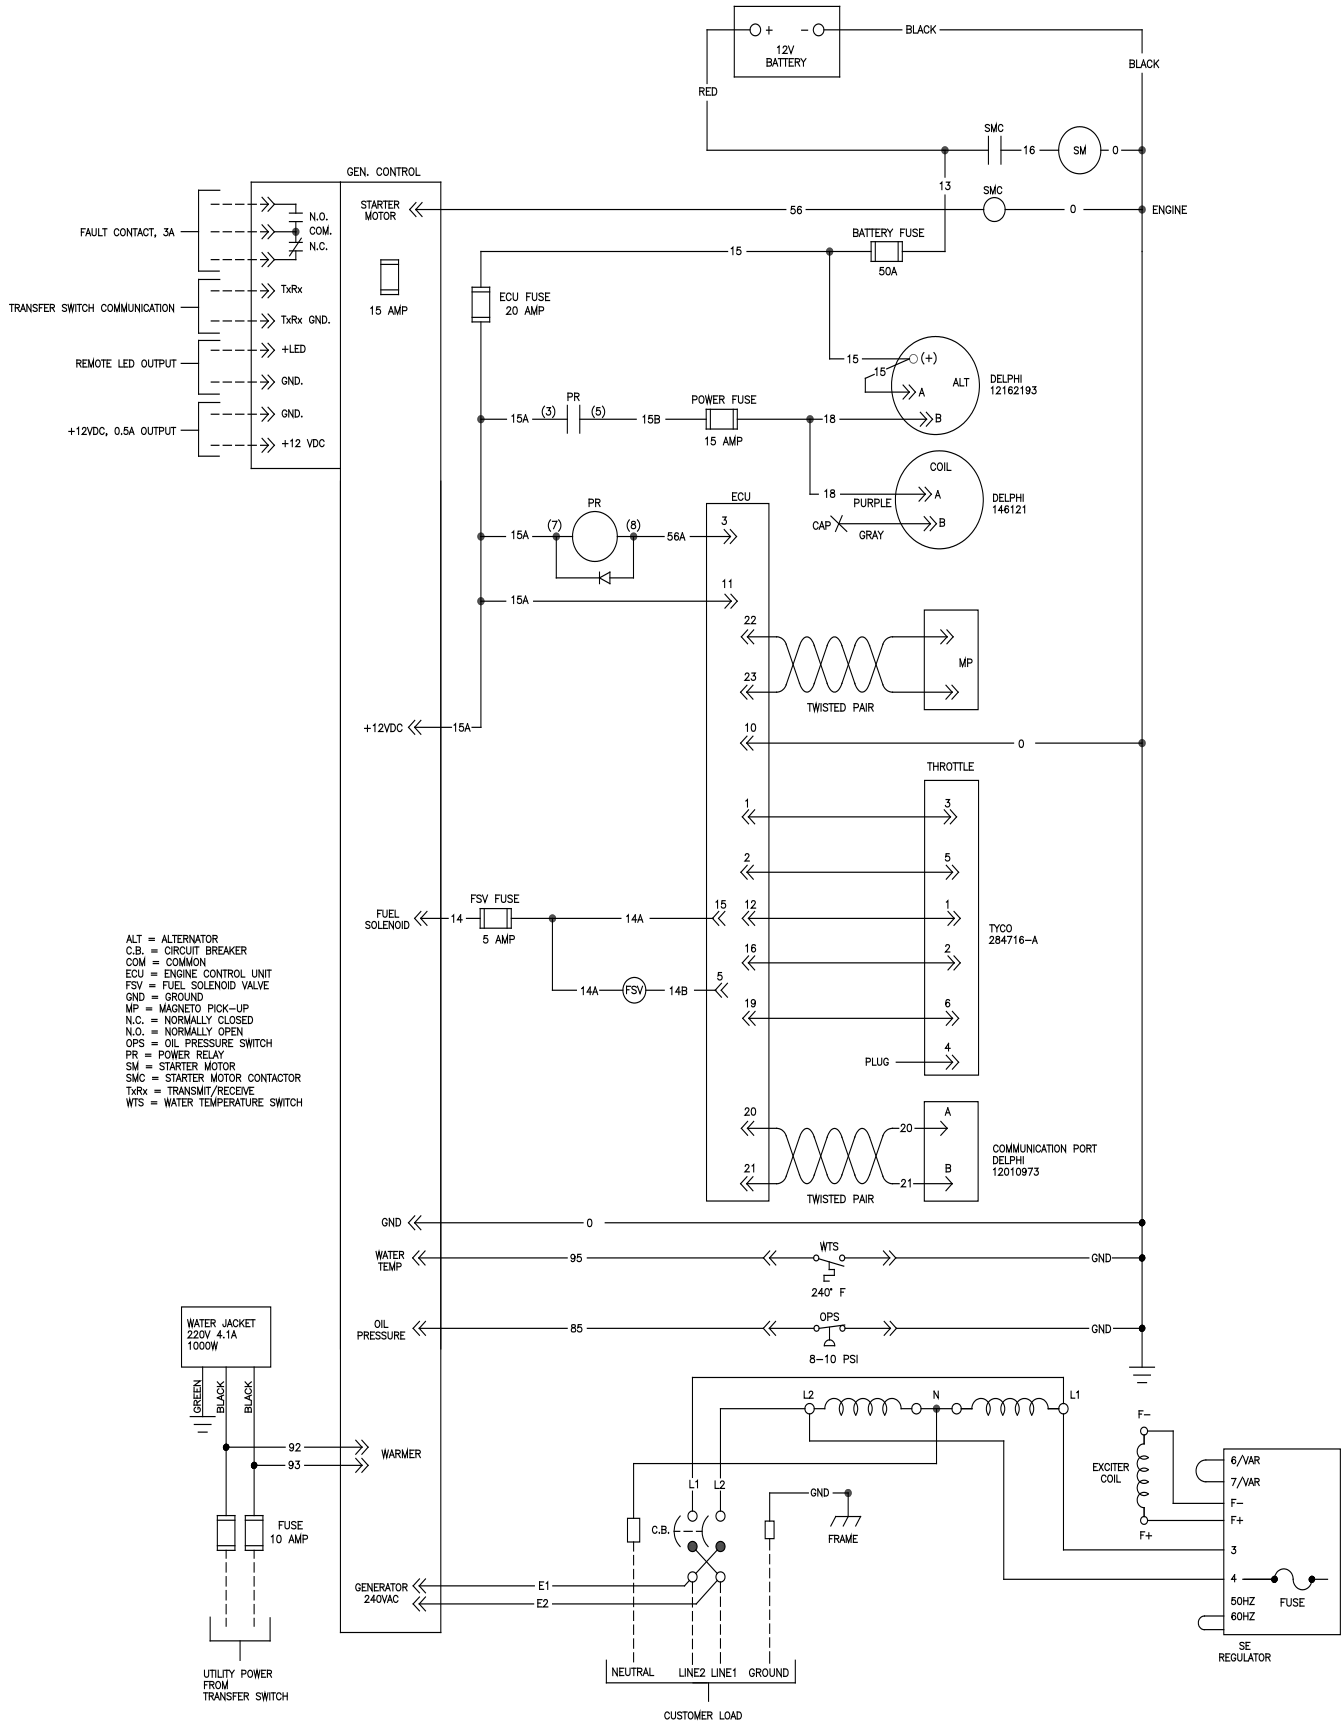 +
-
12V
BATTERY
BLACK
BLACK
RED
SMC
16
SM
0
13
GEN. CONTROL
STARTER
MOTOR
56
SMC
0
ENGINE
FAULT CONTACT, 3A
N.O.
COM.
N.C.
BATTERY FUSE
50A
15
TRANSFER SWITCH COMMUNICATION
TxRx
TxRx GND.
15 AMP
ECU FUSE
20 AMP
REMOTE LED OUTPUT
+LED
GND.
15
(+)
15
A
ALT
B
DELPHI
12162193
+12VDC, 0.5A OUTPUT
GND.
+12 VDC
15A
(3)
PR
(5)
15B
POWER FUSE
15 AMP
18
COIL
18
PURPLE
A
CAP
GRAY
B
DELPHI
146121
ECU
15A
(7)
PR
(8)
56A
3
15A
11
22
23
TWISTED PAIR
MP
+12VDC
15A
10
0
THROTTLE
1
3
2
5
FUEL
SOLENOID
14
FSV FUSE
5 AMP
14A
15
12
1
16
2
14A
FSV
14B
5
19
6
PLUG
4
TYCO
284716-A
ALT = ALTERNATOR
C.B. = CIRCUIT BREAKER
COM = COMMON
ECU = ENGINE CONTROL UNIT
FSV = FUEL SOLENOID VALVE
GND = GROUND
MP = MAGNETO PICK-UP
N.C. = NORMALLY CLOSED
N.O. = NORMALLY OPEN
OPS = OIL PRESSURE SWITCH
PR = POWER RELAY
SM = STARTER MOTOR
SMC = STARTER MOTOR CONTACTOR
TxRx = TRANSMIT/RECEIVE
WTS = WATER TEMPERATURE SWITCH
20
20
A
21
21
B
TWISTED PAIR
COMMUNICATION PORT
DELPHI
12010973
GND
0
WATER
TEMP
95
WTS
240° F
GND
OIL
PRESSURE
85
OPS
8-10 PSI
GND
WATER JACKET
220V 4.1A
1000W
GREEN
BLACK
BLACK
92
93
WARMER
FUSE
10 AMP
UTILITY POWER
FROM
TRANSFER SWITCH
L2
N
L1
L1
L2
C.B.
GND
FRAME
GENERATOR
240VAC
E1
E2
NEUTRAL
LINE2
LINE1
GROUND
CUSTOMER LOAD
F-
EXCITER
COIL
F+
6/VAR
7/VAR
F-
F+
3
4
FUSE
50HZ
60HZ
SE
REGULATOR